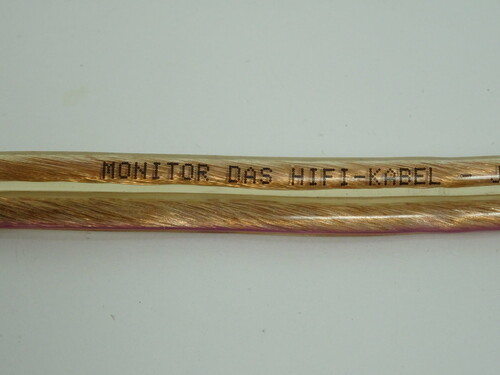 MONITOR DAS HIFI-KABEL - J